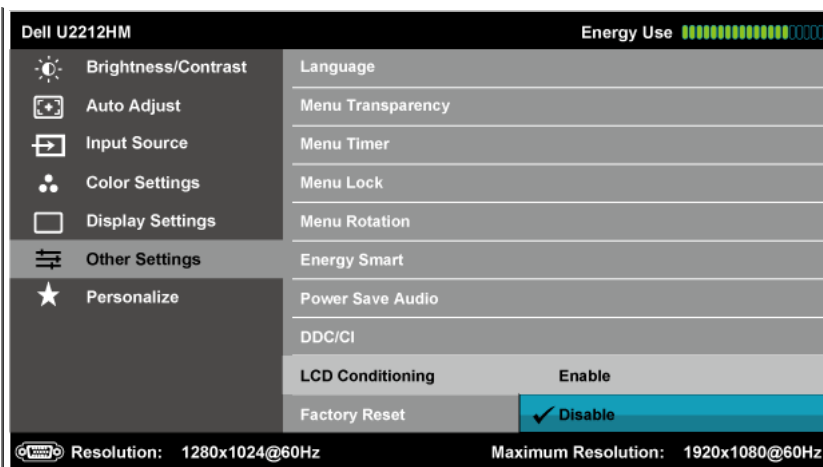 Dell U2212HM Energy Use
Brightness/Contrast Language
Auto Adjust Menu Transparency
Input Source Menu Timer
Color Settings Menu Lock
Display Settings Menu Rotation
Other Settings Energy Smart
Personalize Power Save Audio
DDC/CI
LCD Conditioning Enable
Factory Reset Disable
Resolution: 1280x1024@60Hz Maximum Resolution: 1920x1080@60Hz